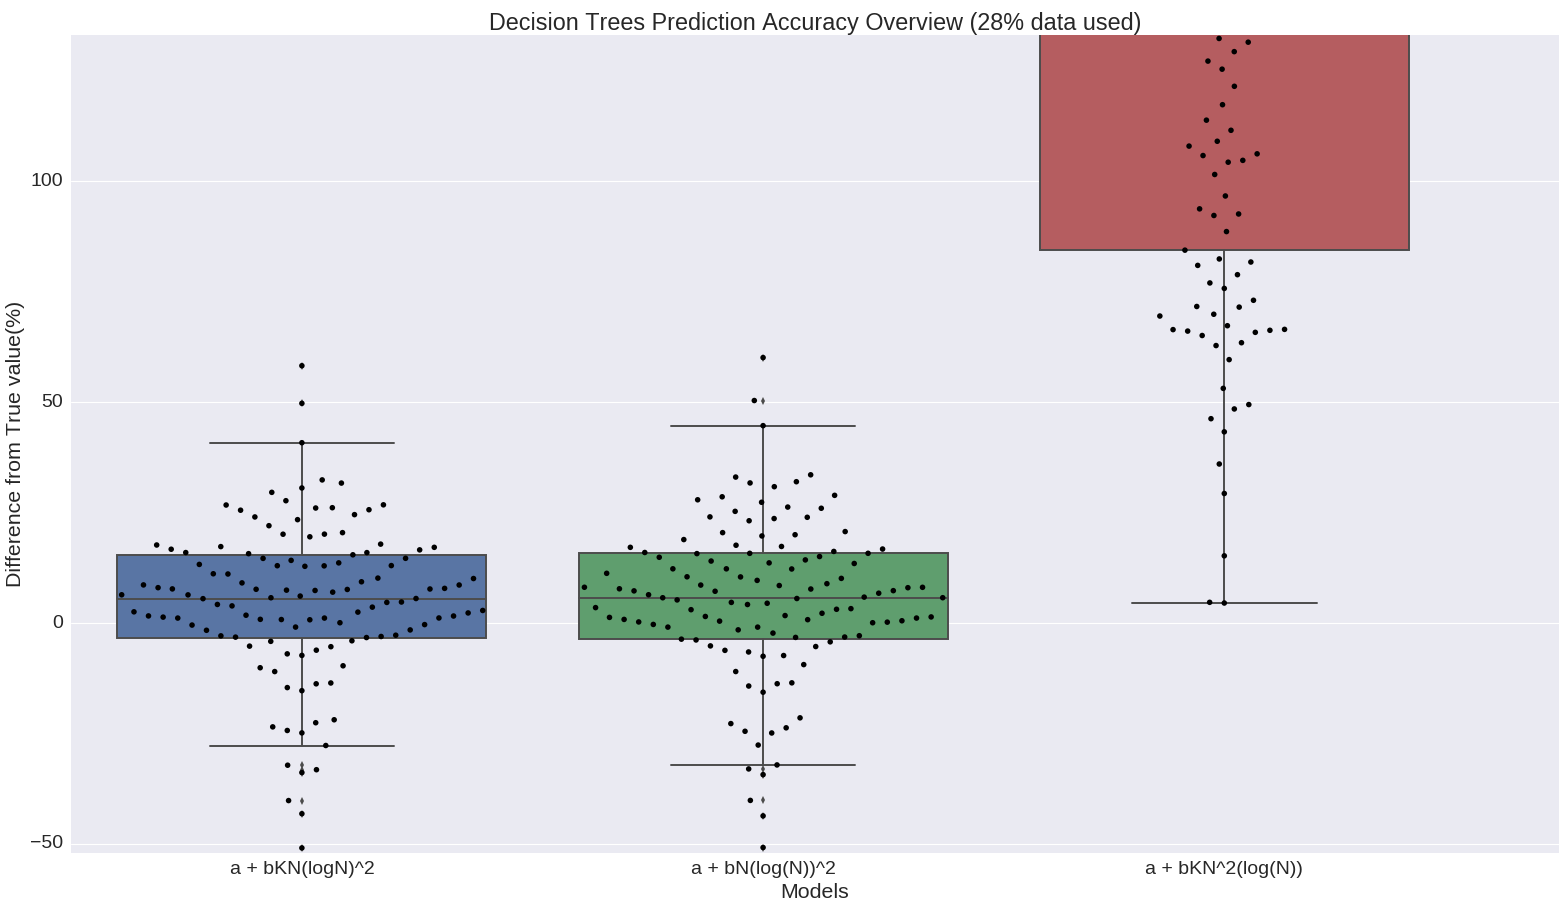 Decision Trees Prediction Accuracy Overview (28% data used)
Difference from True value(%)
100
50
0
−50
a + bKN(logN)^2
a + bN(log(N))^2
a + bKN^2(log(N))
Models